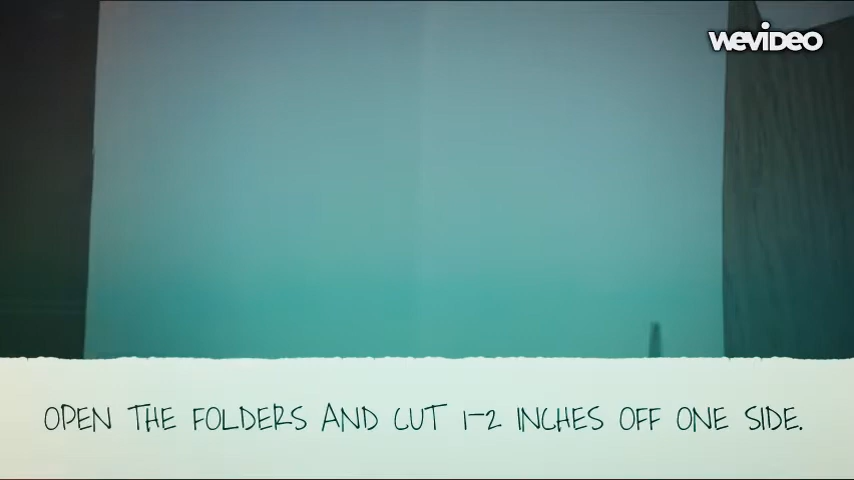 WEVIDEO
OPEN THE FOLDERS AND CUT 1-2 INCHES OFF ONE SIDE.